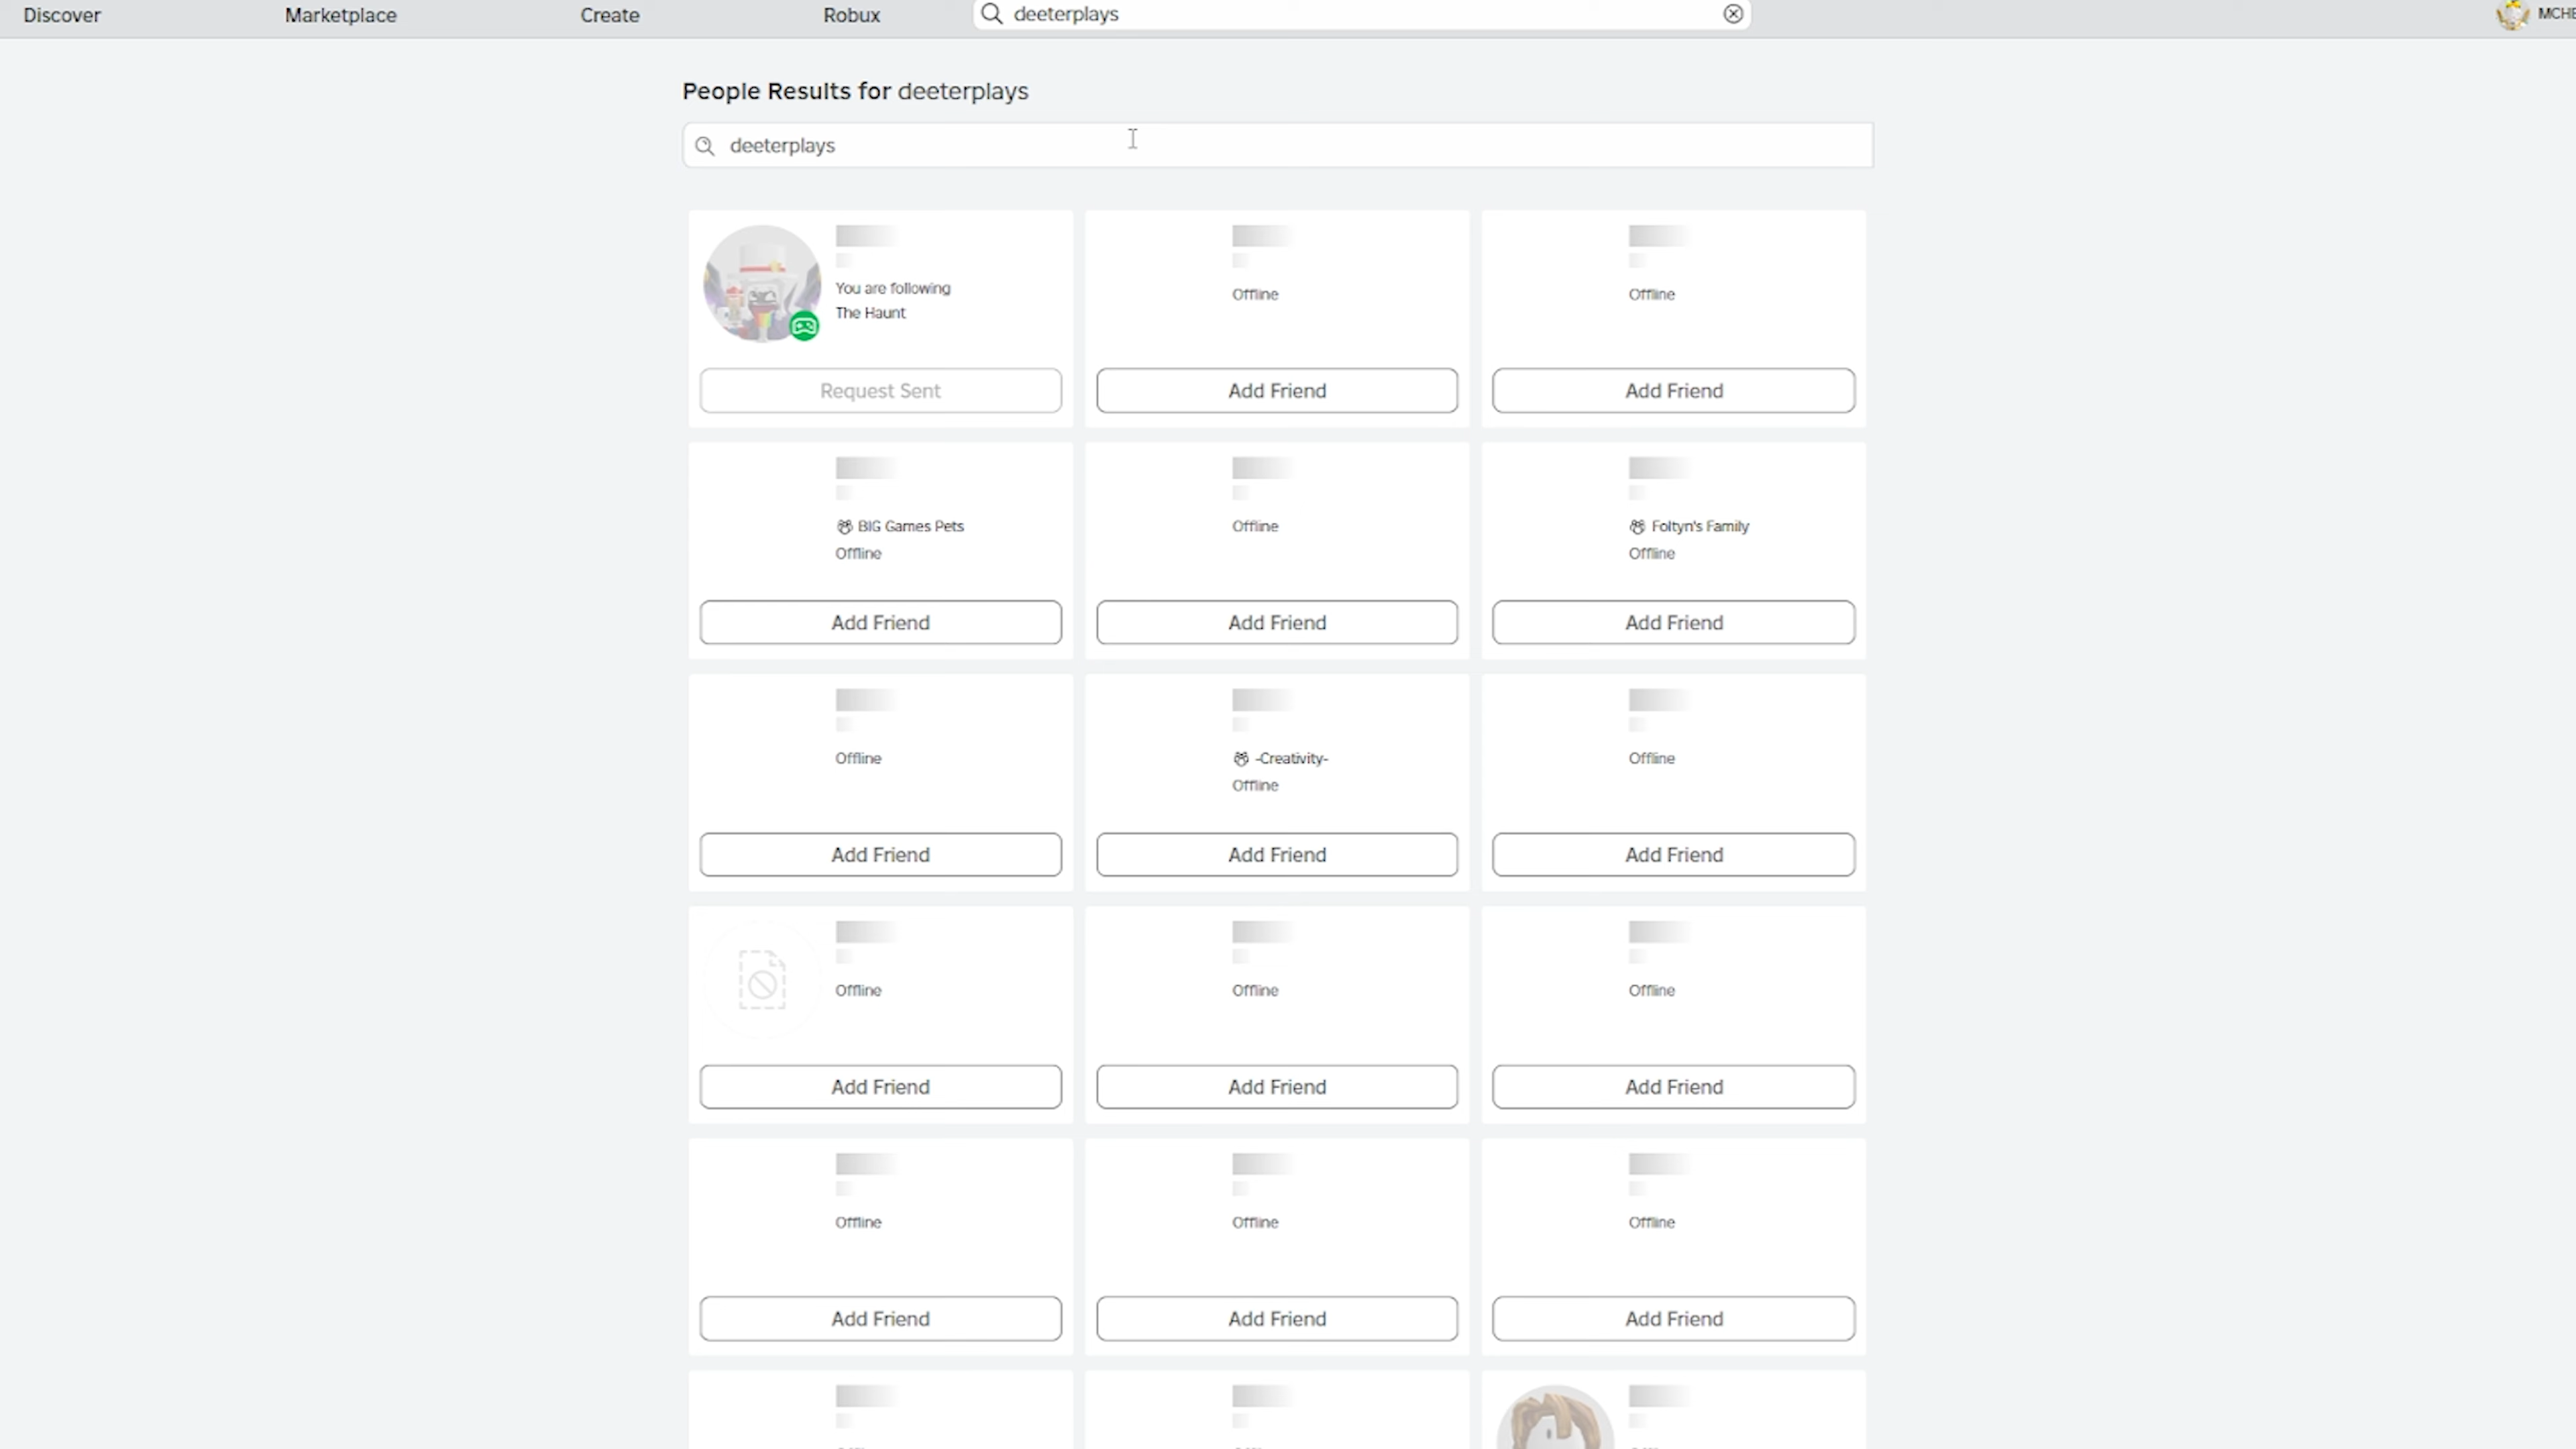 Discover Marketplace Create Robux deeterplays
People Results for deeterplays
deeterplays
You are following
The Haunt
Offline
Offline
Request Sent
Add Friend
Add Friend
BIG Games Pets
Offline
Offline
Foltyn's Family
Offline
Add Friend
Add Friend
Add Friend
Offline
-Creativity-
Offline
Offline
Add Friend
Add Friend
Add Friend
Offline
Offline
Offline
Add Friend
Add Friend
Add Friend
Offline
Offline
Offline
Add Friend
Add Friend
Add Friend